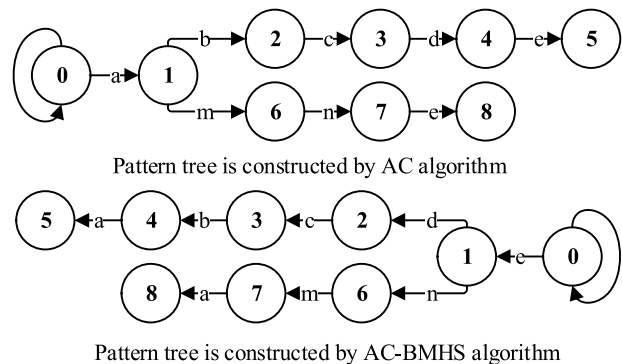 b 2 c 3 d 4 e 5
0 a 1
m 6 n 7 e 8
Pattern tree is constructed by AC algorithm
5 a 4 b 3 c 2 d
1 e 0
8 a 7 m 6 n
Pattern tree is constructed by AC-BMHS algorithm